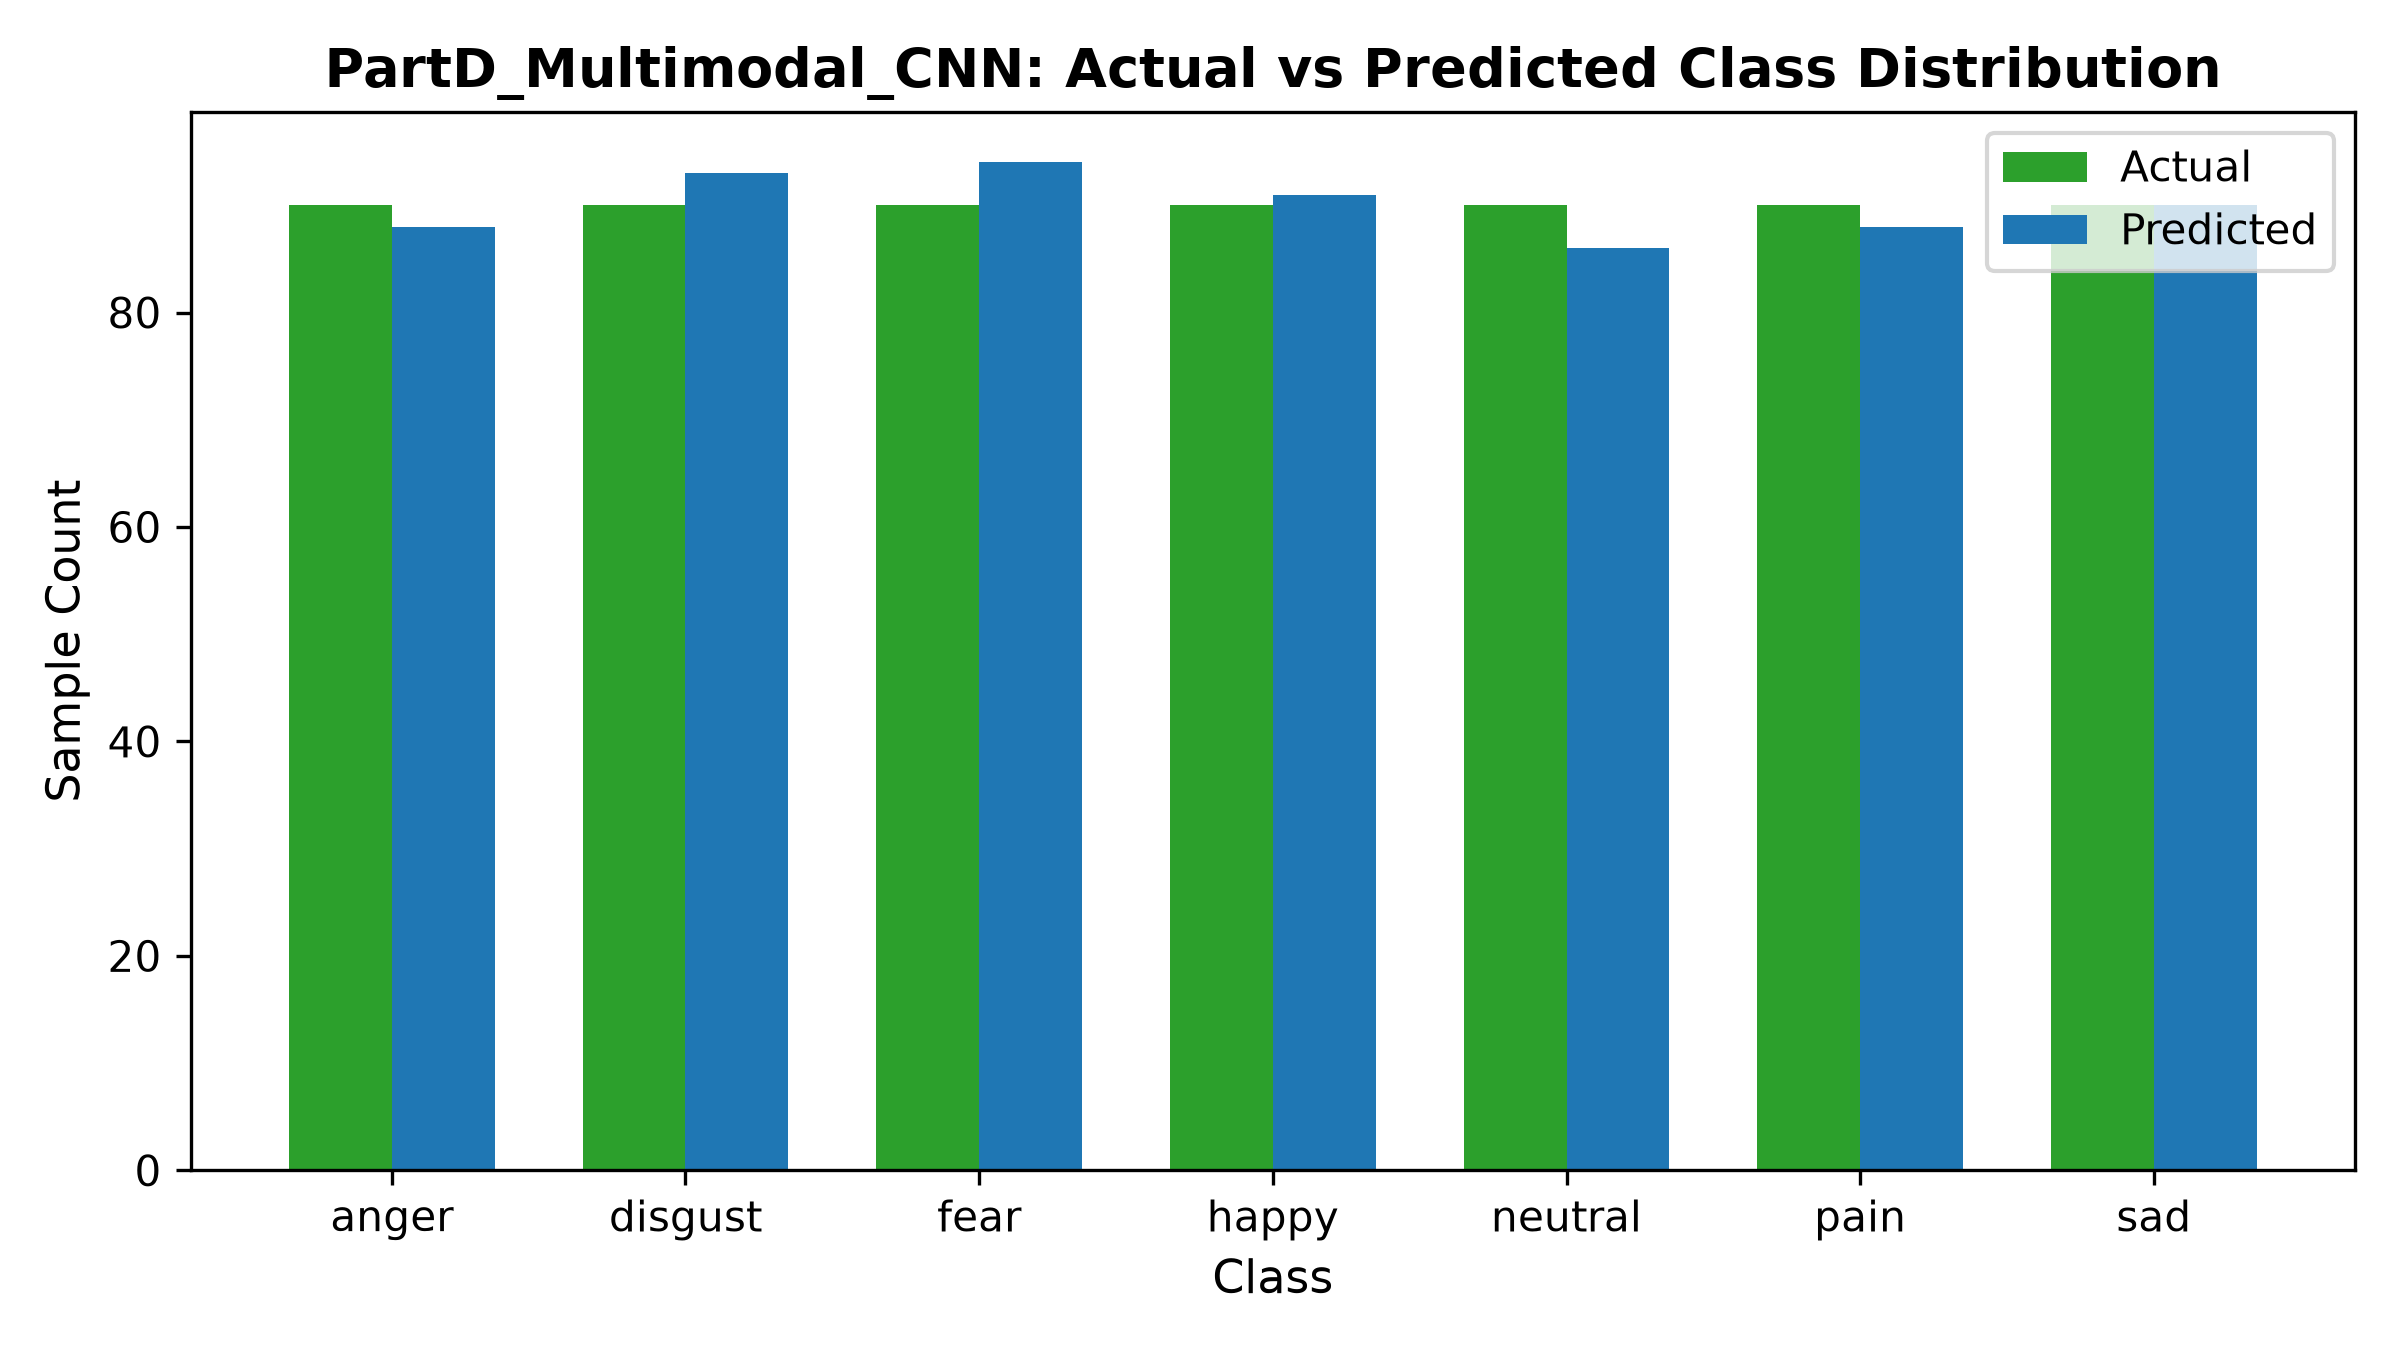 PartD_Multimodal_CNN: Actual vs Predicted Class Distribution
Actual
Predicted
80
60
40
20
0
Sample Count
anger disgust fear happy neutral pain sad
Class